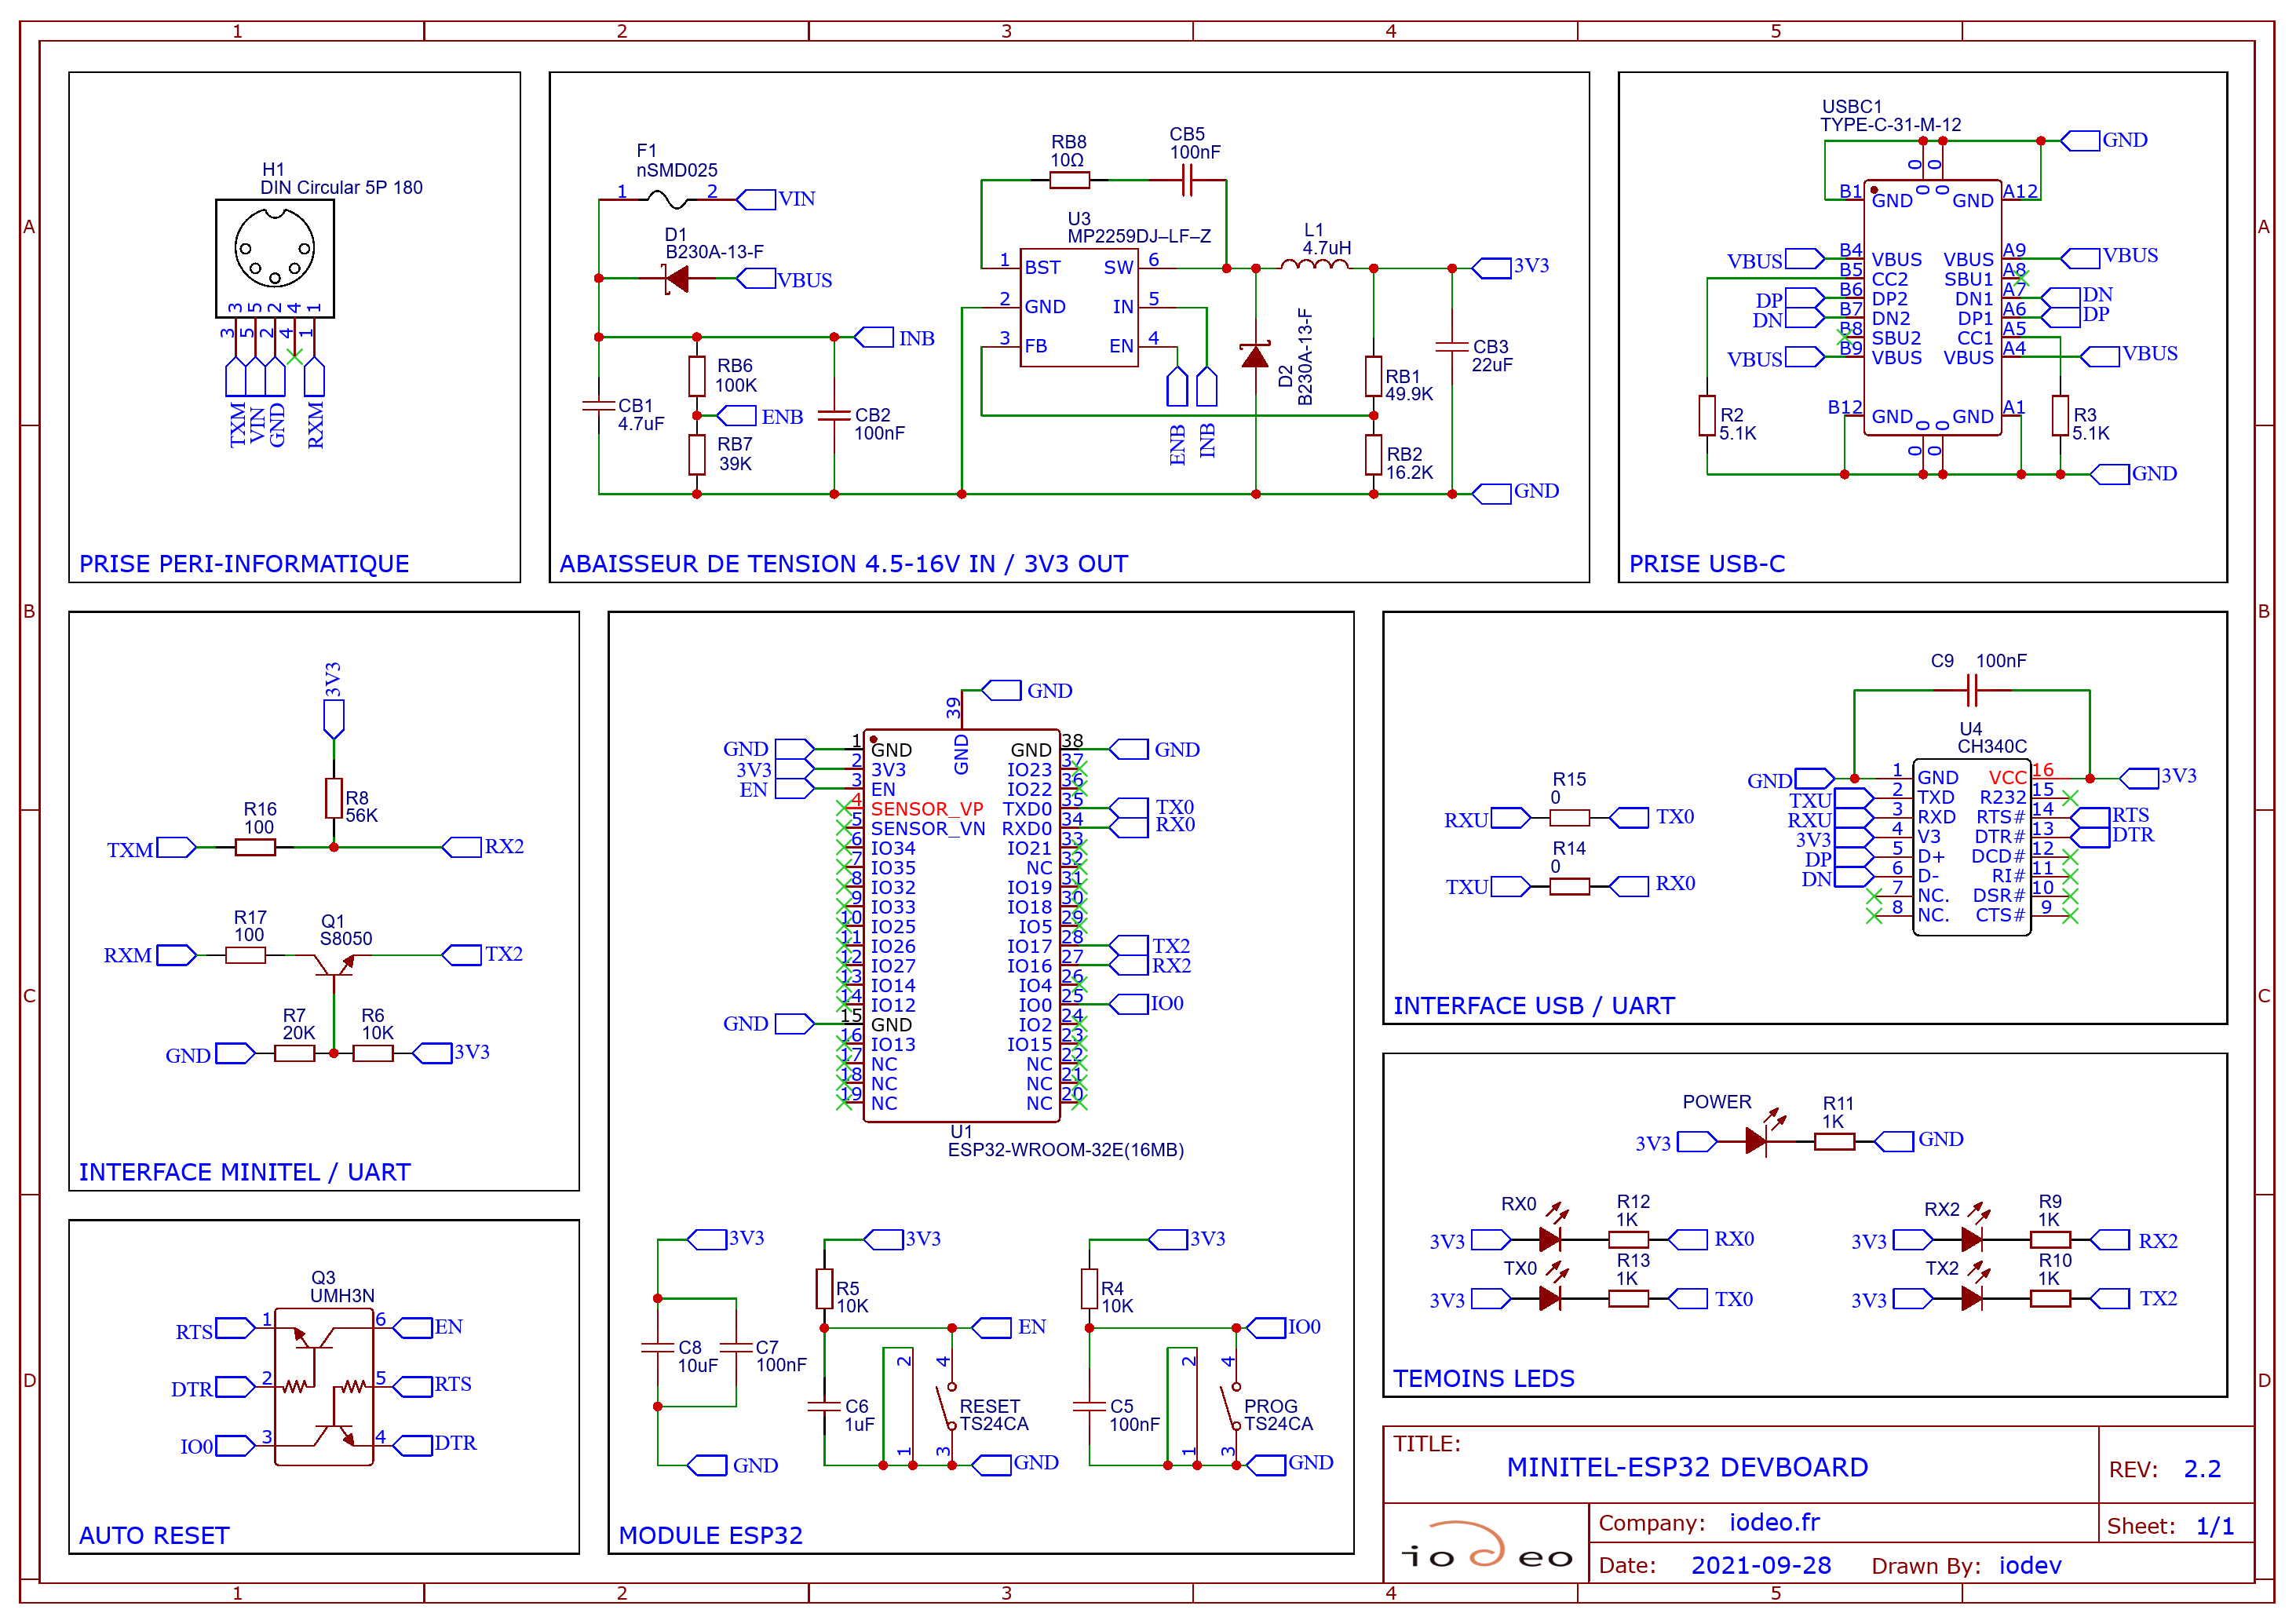 1 2 3 4 5
A
B
C
D
A
B
C
D
H1
DIN Circular 5P 180
3 5 2 4 1
3 5 2 4 1
TXM VIN GND RXM
PRISE PERI-INFORMATIQUE
F1
nSMD025
1 2 VIN
D1
B230A-13-F
VBUS
INB
RB6
100K
CB1
4.7uF
ENB
CB2
100nF
RB7
39K
RB8
10Ω
CB5
100nF
U3
MP2259DJ–LF–Z
1 BST SW 6
2 GND IN 5
3 FB EN 4
ENB INB
L1
4.7uH
3V3
D2
B230A-13-F
RB1
49.9K
CB3
22uF
RB2
16.2K
GND
ABAISSEUR DE TENSION 4.5-16V IN / 3V3 OUT
USBC1
TYPE-C-31-M-12
GND
0 0
0 0
B1 GND GND A12
VBUS B4 VBUS VBUS A9 VBUS
B5 CC2 SBU1 A8
DP B6 DP2 DN1 A7 DN
DN B7 DN2 DP1 A6 DP
B8 SBU2 CC1 A5
VBUS B9 VBUS VBUS A4 VBUS
B12 GND GND A1
0 0
0 0
R2
5.1K
R3
5.1K
GND
PRISE USB-C
3V3
R8
56K
R16
100
TXM RX2
R17
100
Q1
S8050
RXM TX2
R7
20K
R6
10K
GND 3V3
INTERFACE MINITEL / UART
GND
39
GND
GND 1 GND GND 38 GND
3V3 2 3V3 IO23 37
EN 3 EN IO22 36
4 SENSOR_VP TXD0 35 TX0
5 SENSOR_VN RXD0 34 RX0
6 IO34 IO21 33
7 IO35 NC 32
8 IO32 IO19 31
9 IO33 IO18 30
10 IO25 IO5 29
11 IO26 IO17 28 TX2
12 IO27 IO16 27 RX2
13 IO14 IO4 26
14 IO12 IO0 25 IO0
GND 15 GND IO2 24
16 IO13 IO15 23
17 NC NC 22
18 NC NC 21
19 NC NC 20
U1
ESP32-WROOM-32E(16MB)
3V3
C8
10uF
C7
100nF
GND
3V3
R5
10K
EN
2 4
C6
1uF
RESET
TS24CA
1 3
GND
3V3
R4
10K
IO0
2 4
C5
100nF
PROG
TS24CA
1 3
GND
MODULE ESP32
R15
0
RXU TX0
R14
0
TXU RX0
C9 100nF
U4
CH340C
GND 1 GND VCC 16 3V3
TXU 2 TXD R232 15
RXU 3 RXD RTS# 14 RTS
3V3 4 V3 DTR# 13 DTR
DP 5 D+ DCD# 12
DN 6 D- RI# 11
7 NC. DSR# 10
8 NC. CTS# 9
INTERFACE USB / UART
POWER R11
1K
3V3 GND
RX0 R12
1K
3V3 RX0
TX0 R13
1K
3V3 TX0
RX2 R9
1K
3V3 RX2
TX2 R10
1K
3V3 TX2
TEMOINS LEDS
Q3
UMH3N
RTS 1 6 EN
DTR 2 5 RTS
IO0 3 4 DTR
AUTO RESET
TITLE:
MINITEL-ESP32 DEVBOARD
REV: 2.2
iodeo
Company: iodeo.fr
Sheet: 1/1
Date: 2021-09-28 Drawn By: iodev
1 2 3 4 5